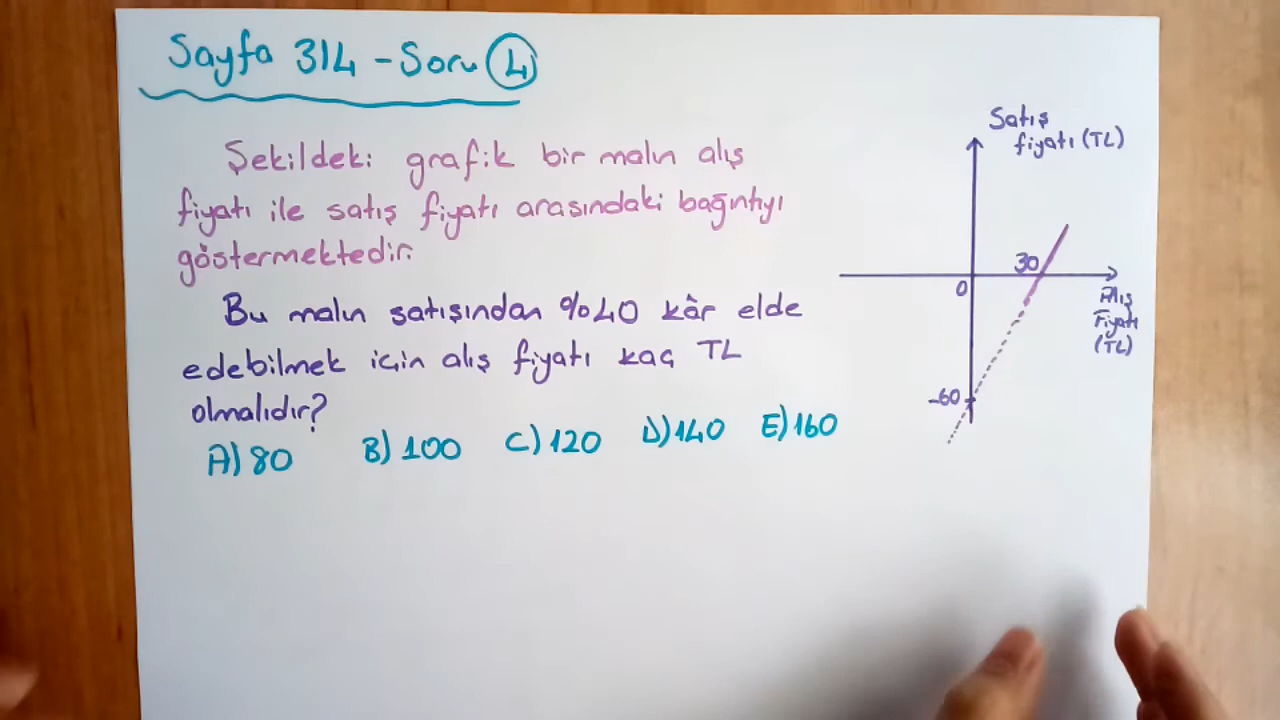 Sayfa 314 - Soru 4
Şekildeki grafik bir malın alış
fiyatı ile satış fiyatı arasındaki bağıntıyı
göstermektedir.
Bu malın satışından %40 kâr elde
edebilmek için alış fiyatı kaç TL
olmalıdır?
A) 80 B) 100 C) 120 D) 140 E) 160
Satış
fiyatı (TL)
30
0
Alış
Fiyatı
(TL)
-60